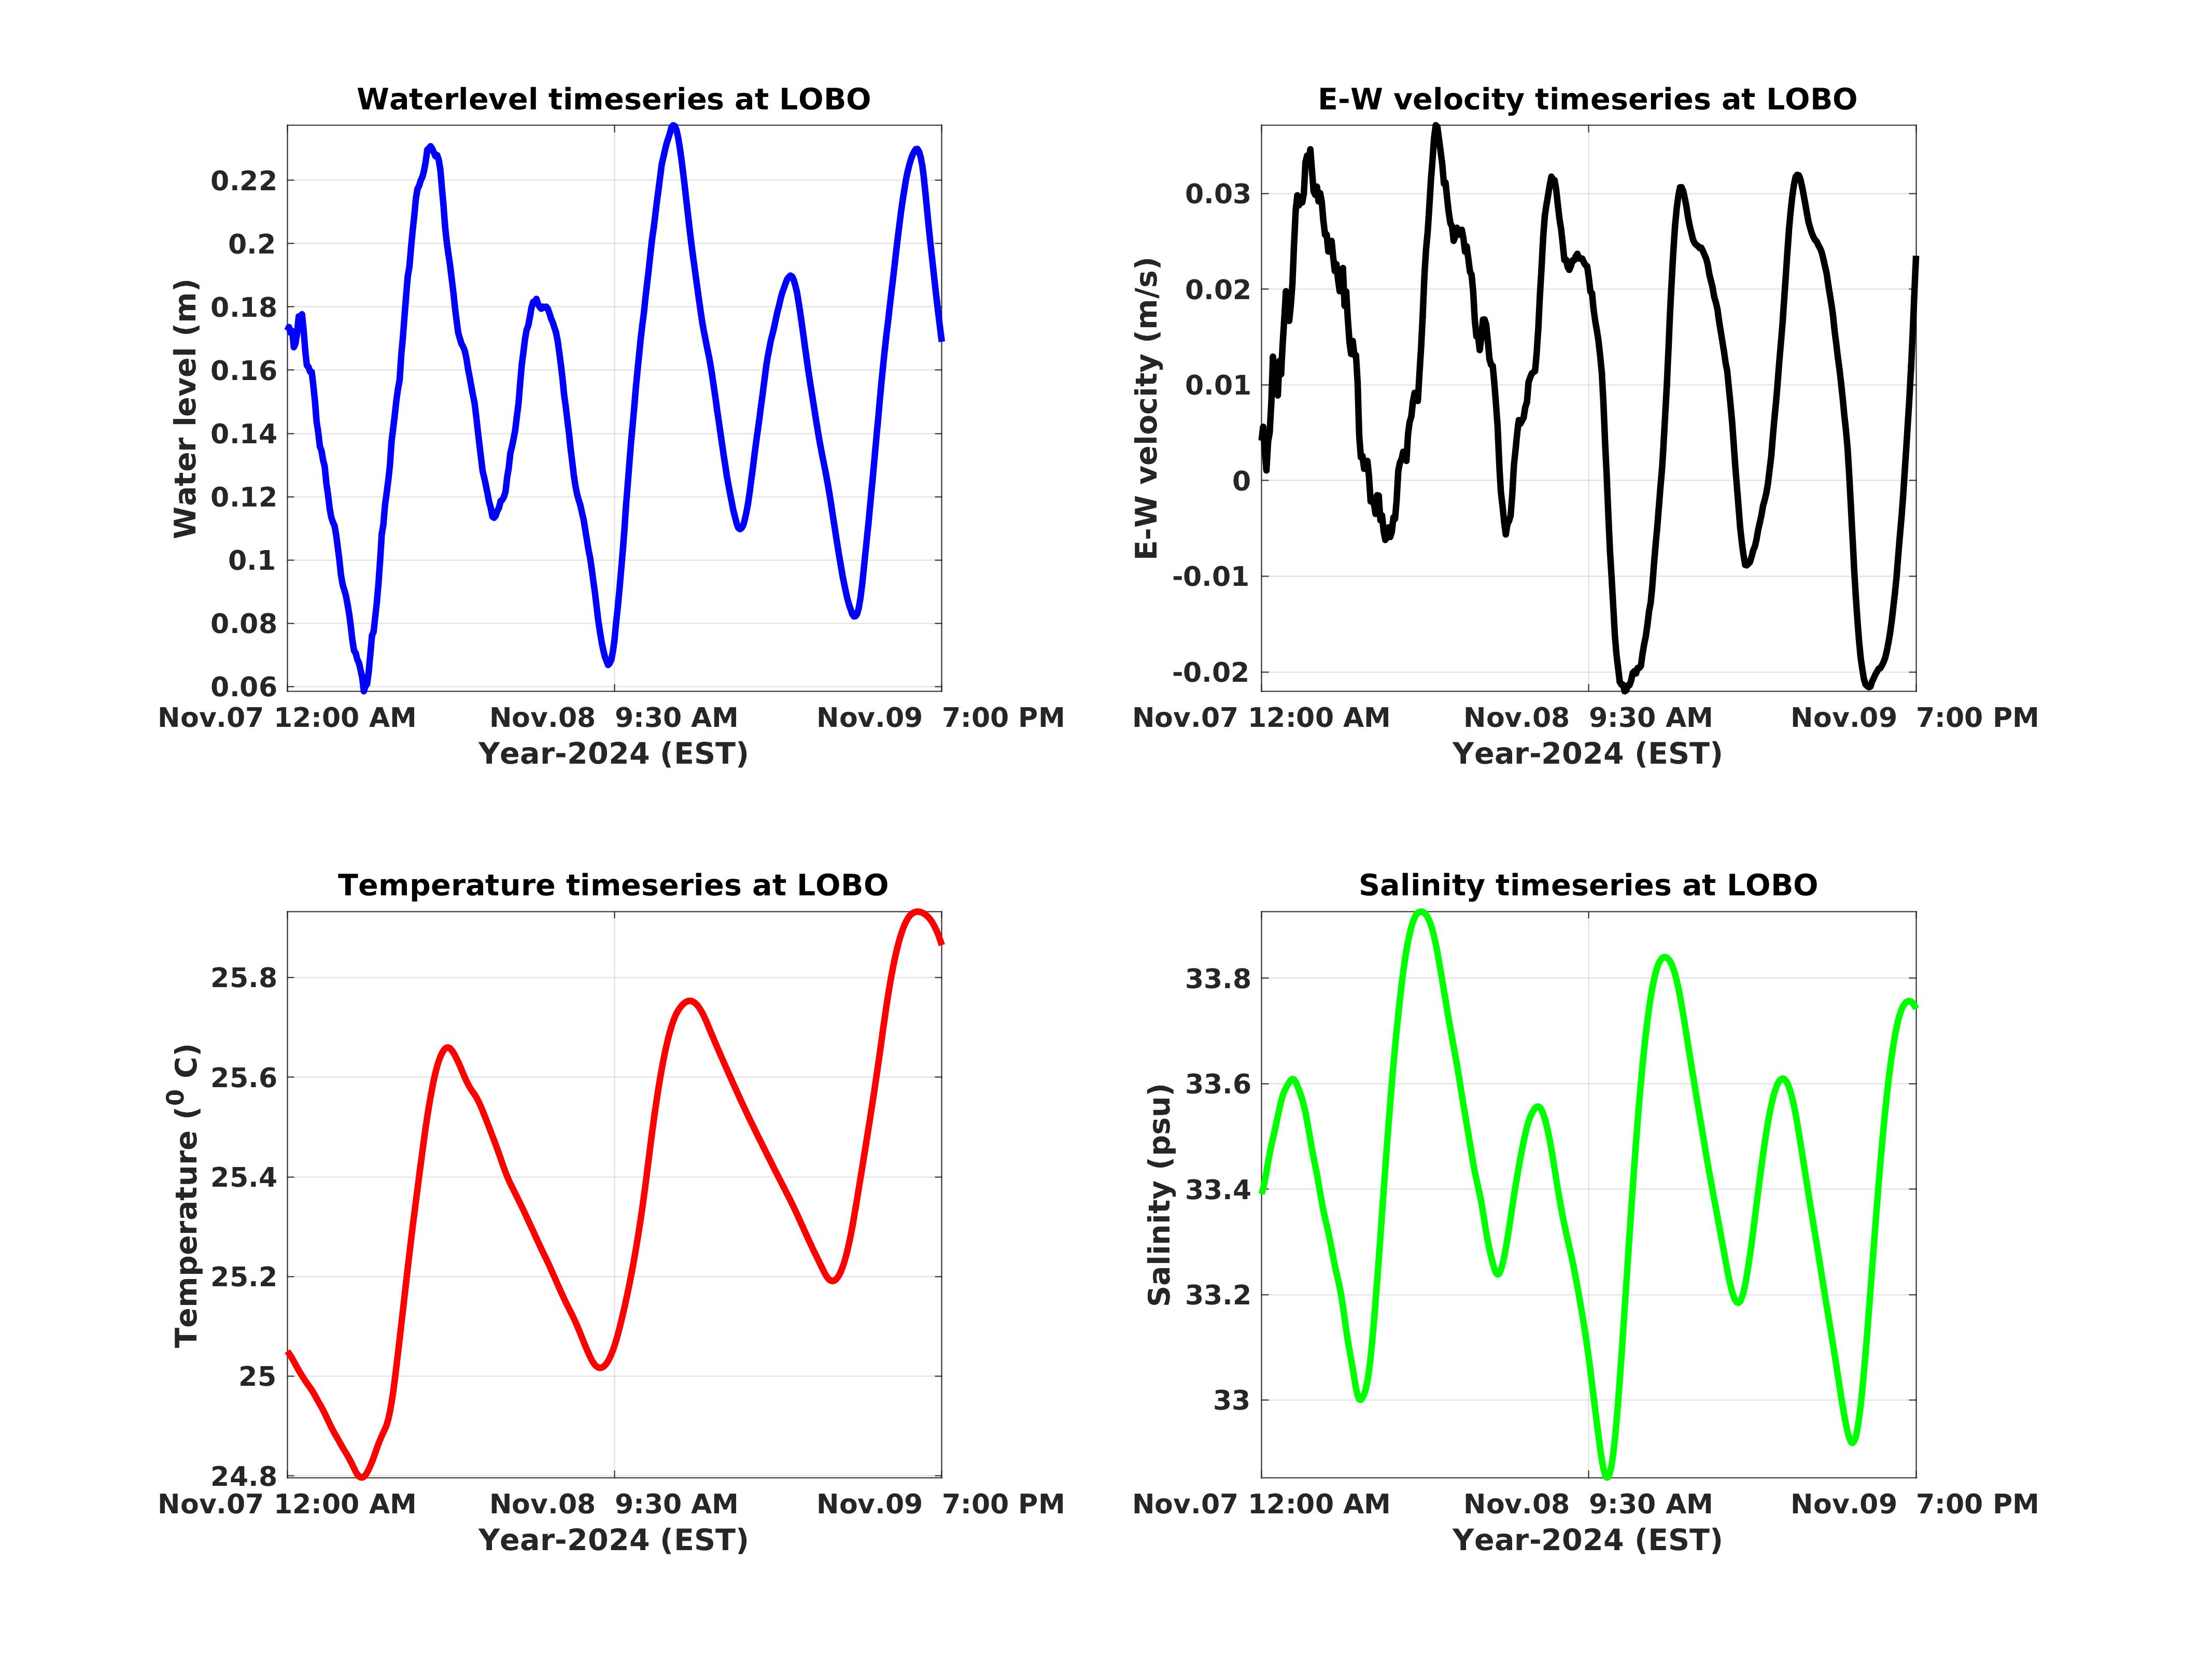 Waterlevel timeseries at LOBO
Water level (m)
0.22
0.2
0.18
0.16
0.14
0.12
0.1
0.08
0.06
Nov.07 12:00 AM Nov.08 9:30 AM Nov.09 7:00 PM
Year-2024 (EST)
E-W velocity timeseries at LOBO
E-W velocity (m/s)
0.03
0.02
0.01
0
-0.01
-0.02
Nov.07 12:00 AM Nov.08 9:30 AM Nov.09 7:00 PM
Year-2024 (EST)
Temperature timeseries at LOBO
Temperature (⁰ C)
25.8
25.6
25.4
25.2
25
24.8
Nov.07 12:00 AM Nov.08 9:30 AM Nov.09 7:00 PM
Year-2024 (EST)
Salinity timeseries at LOBO
Salinity (psu)
33.8
33.6
33.4
33.2
33
Nov.07 12:00 AM Nov.08 9:30 AM Nov.09 7:00 PM
Year-2024 (EST)